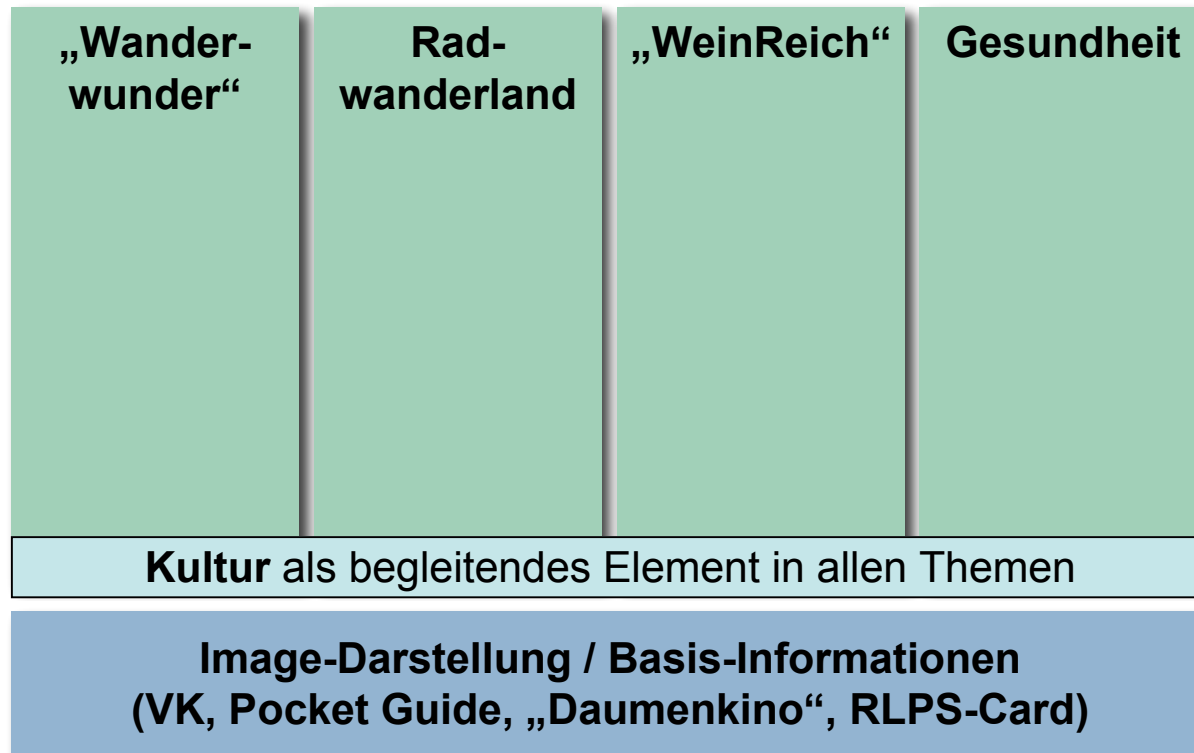 „Wander-
wunder“
Rad-
wanderland
„WeinReich“
Gesundheit
Kultur als begleitendes Element in allen Themen
Image-Darstellung / Basis-Informationen
(VK, Pocket Guide, „Daumenkino“, RLPS-Card)